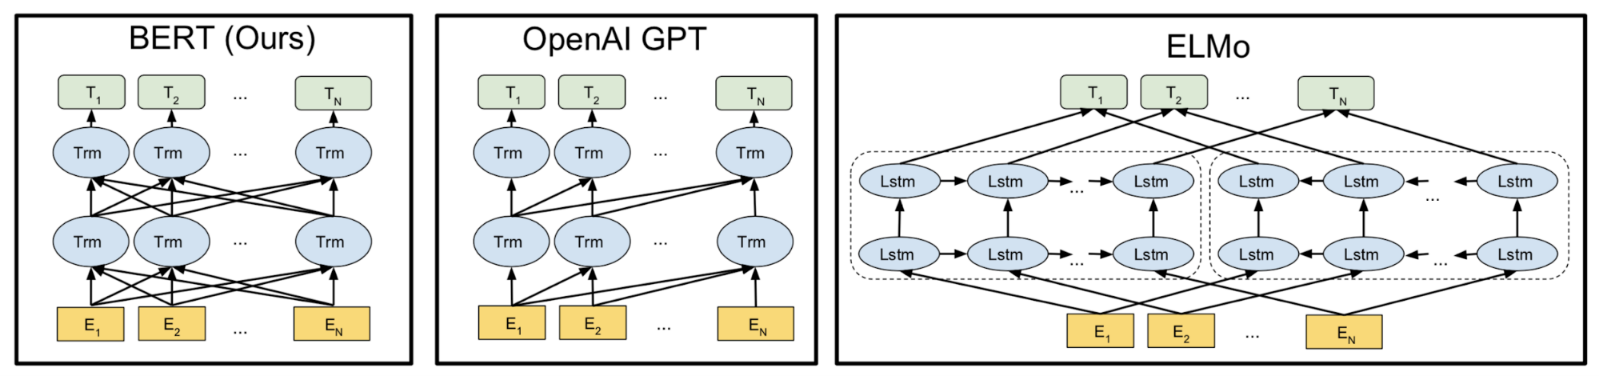 BERT (Ours)
T1 T2 ... TN
Trm Trm ... Trm
Trm Trm ... Trm
E1 E2 ... EN
OpenAI GPT
T1 T2 ... TN
Trm Trm ... Trm
Trm Trm ... Trm
E1 E2 ... EN
ELMo
T1 T2 ... TN
Lstm Lstm ... Lstm Lstm Lstm ... Lstm
Lstm Lstm ... Lstm Lstm Lstm ... Lstm
E1 E2 ... EN